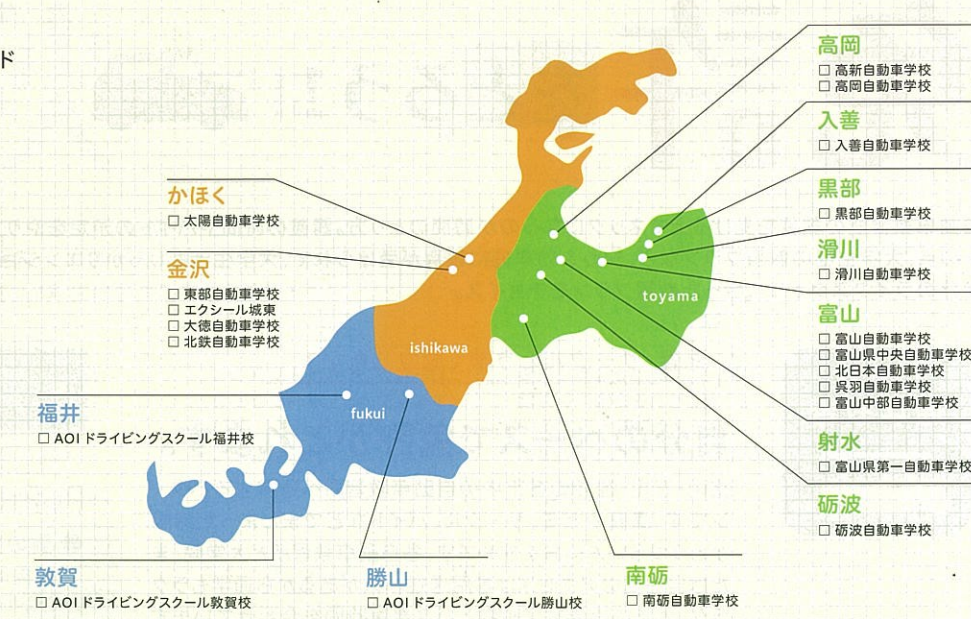 ド
高岡
□ 高新自動車学校
□ 高岡自動車学校
入善
□ 入善自動車学校
黒部
□ 黒部自動車学校
滑川
□ 滑川自動車学校
富山
□ 富山自動車学校
□ 富山県中央自動車学校
□ 北日本自動車学校
□ 呉羽自動車学校
□ 富山中部自動車学校
射水
□ 富山県第一自動車学校
砺波
□ 砺波自動車学校
かほく
□ 太陽自動車学校
金沢
□ 東部自動車学校
□ エクシール城東
□ 大徳自動車学校
□ 北鉄自動車学校
toyama
ishikawa
fukui
福井
□ AOI ドライビングスクール福井校
敦賀
□ AOI ドライビングスクール敦賀校
勝山
□ AOI ドライビングスクール勝山校
南砺
□ 南砺自動車学校